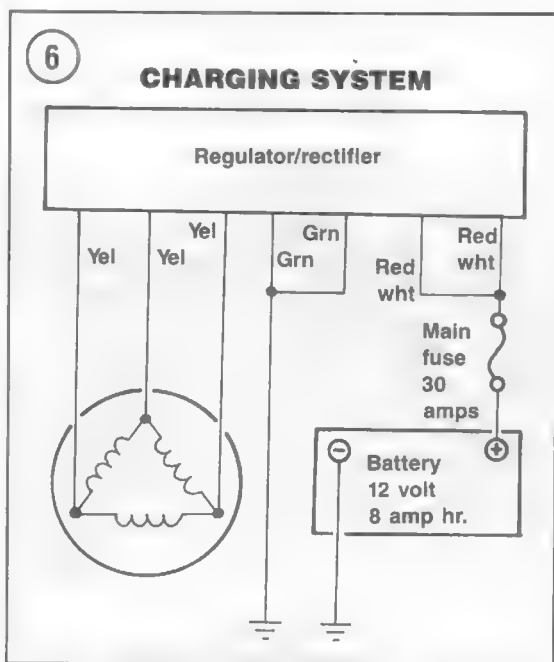 6
CHARGING SYSTEM
Regulator/rectifier
Yel
Yel
Yel
Grn
Grn
Red
wht
Red
wht
Main
fuse
30
amps
Battery
12 volt
8 amp hr.